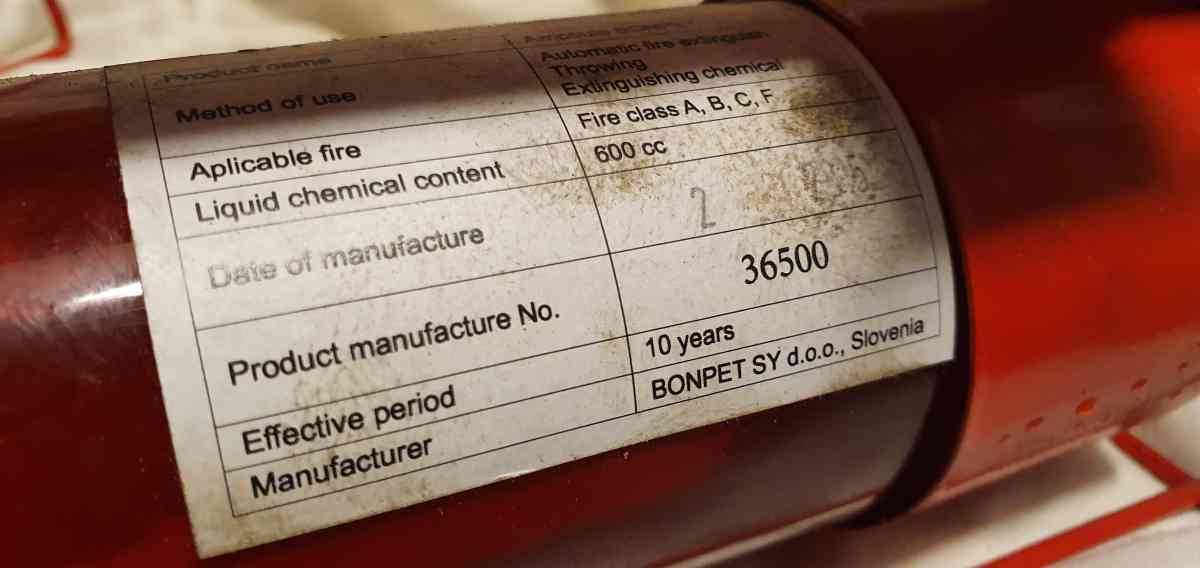 Product name
Method of use
Automatic fire extinguish
Throwing
Extinguishing chemical
Aplicable fire
Fire class A, B, C, F
Liquid chemical content
600 cc
Date of manufacture
2
Product manufacture No.
36500
Effective period
10 years
Manufacturer
BONPET SY d.o.o., Slovenia